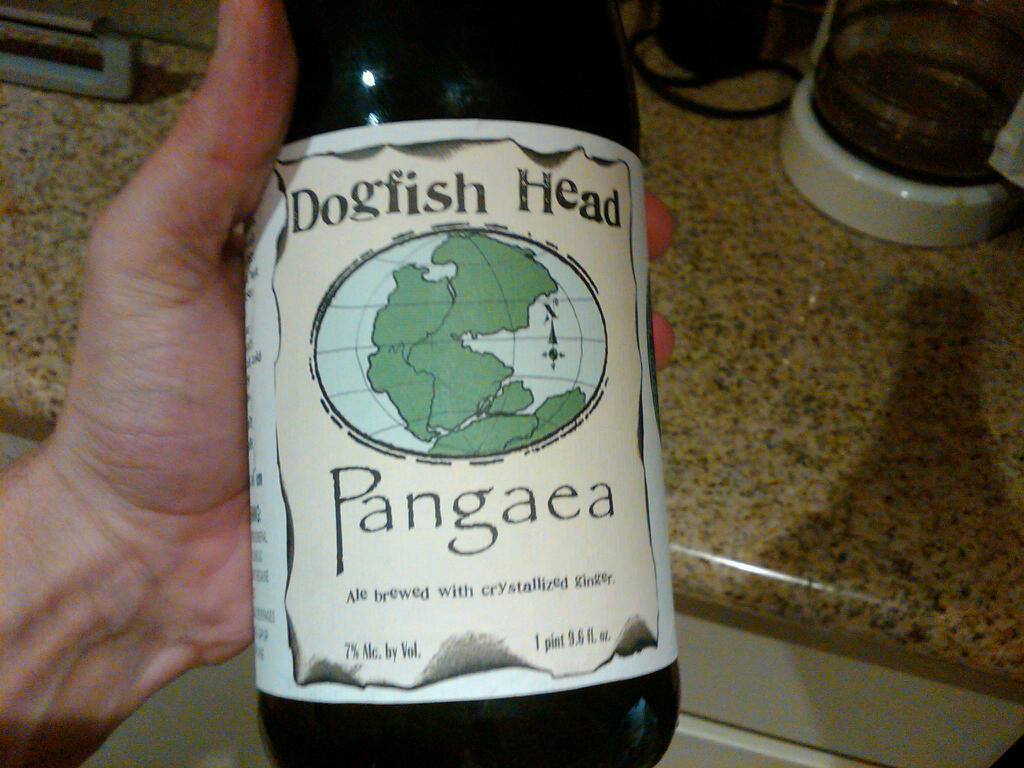 Dogfish Head
N
Pangaea
Ale brewed with crystallized ginger.
7% Alc. by Vol.
1 pint 9.6 fl. oz.